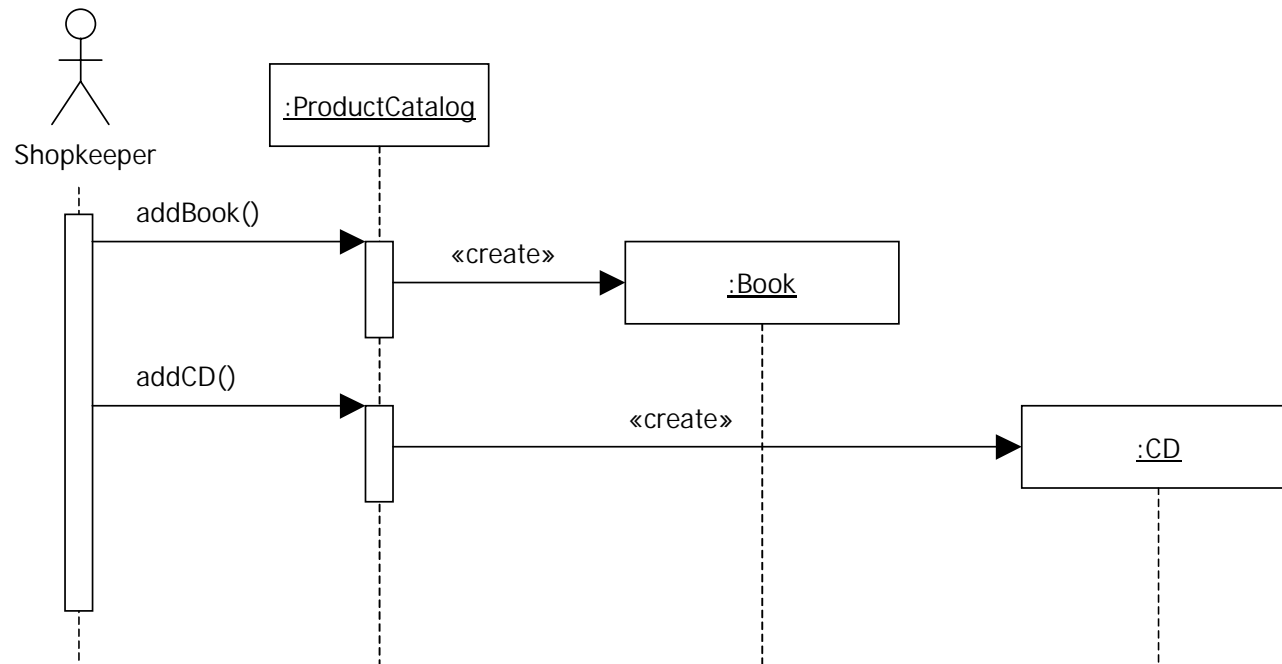 :ProductCatalog
Shopkeeper
addBook()
«create»
:Book
addCD()
«create»
:CD